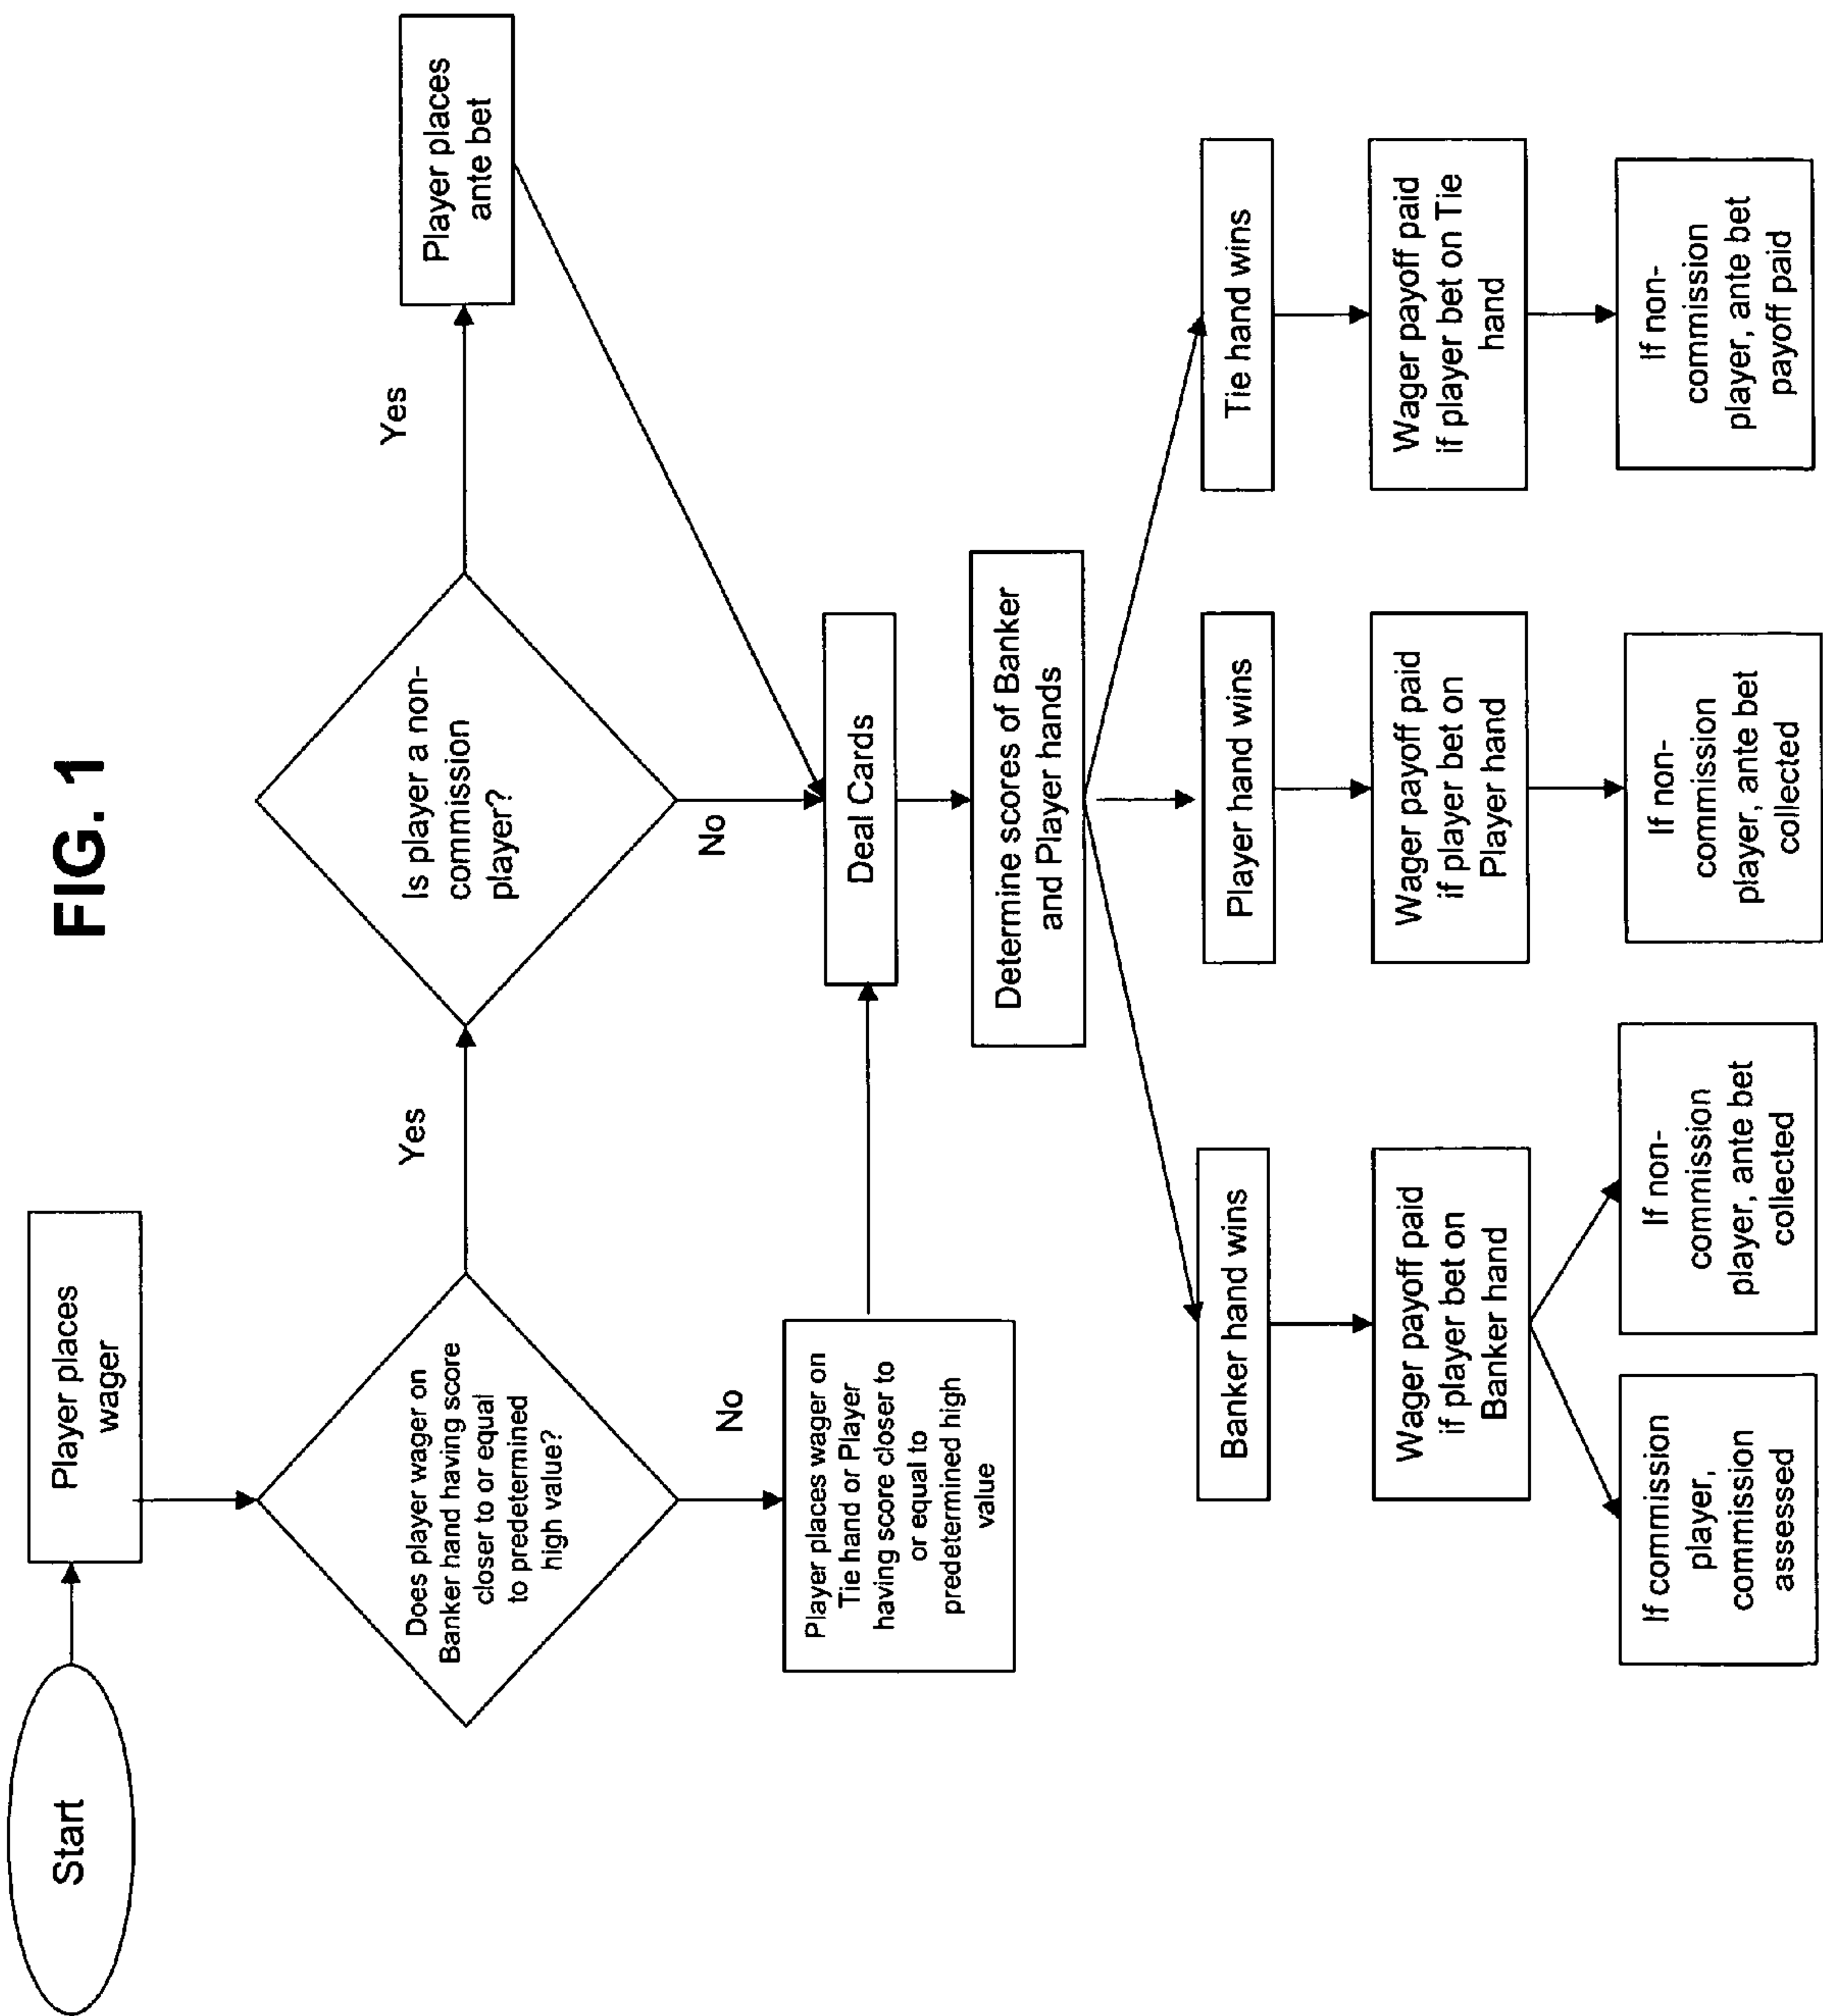 FIG. 1
Start
Player places
wager
Does player wager on
Banker hand having score
closer to or equal
to predetermined
high value?
Yes
Is player a non-
commission
player?
Yes
Player places
ante bet
No
Player places wager on
Tie hand or Player
having score closer to
or equal to
predetermined high
value
No
Deal Cards
Determine scores of Banker
and Player hands
Banker hand wins
Player hand wins
Tie hand wins
Wager payoff paid
if player bet on
Banker hand
Wager payoff paid
if player bet on
Player hand
Wager payoff paid
if player bet on Tie
hand
If commission
player,
commission
assessed
If non-
commission
player, ante bet
collected
If non-
commission
player, ante bet
collected
If non-
commission
player, ante bet
payoff paid